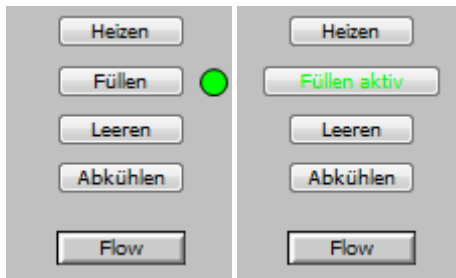 Heizen
Füllen
Leeren
Abkühlen
Flow
Heizen
Füllen aktiv
Leeren
Abkühlen
Flow